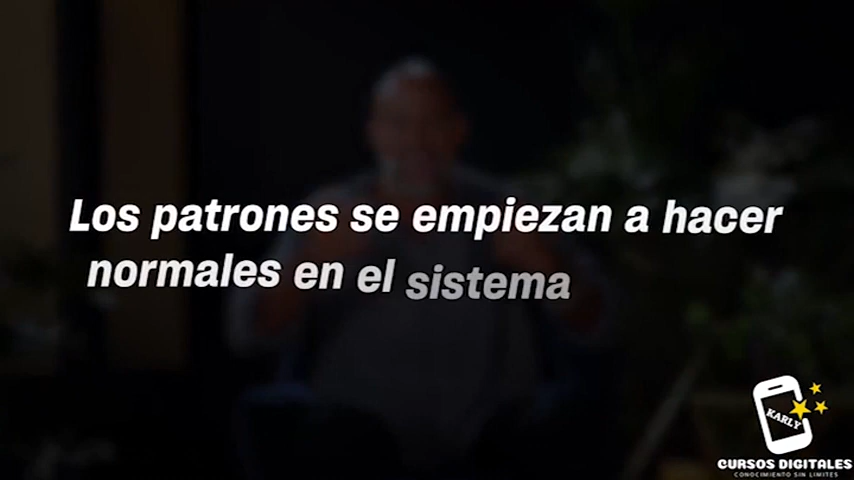 Los patrones se empiezan a hacer
normales en el sistema
KARLY
CURSOS DIGITALES
CONOCIMIENTO SIN LIMITES